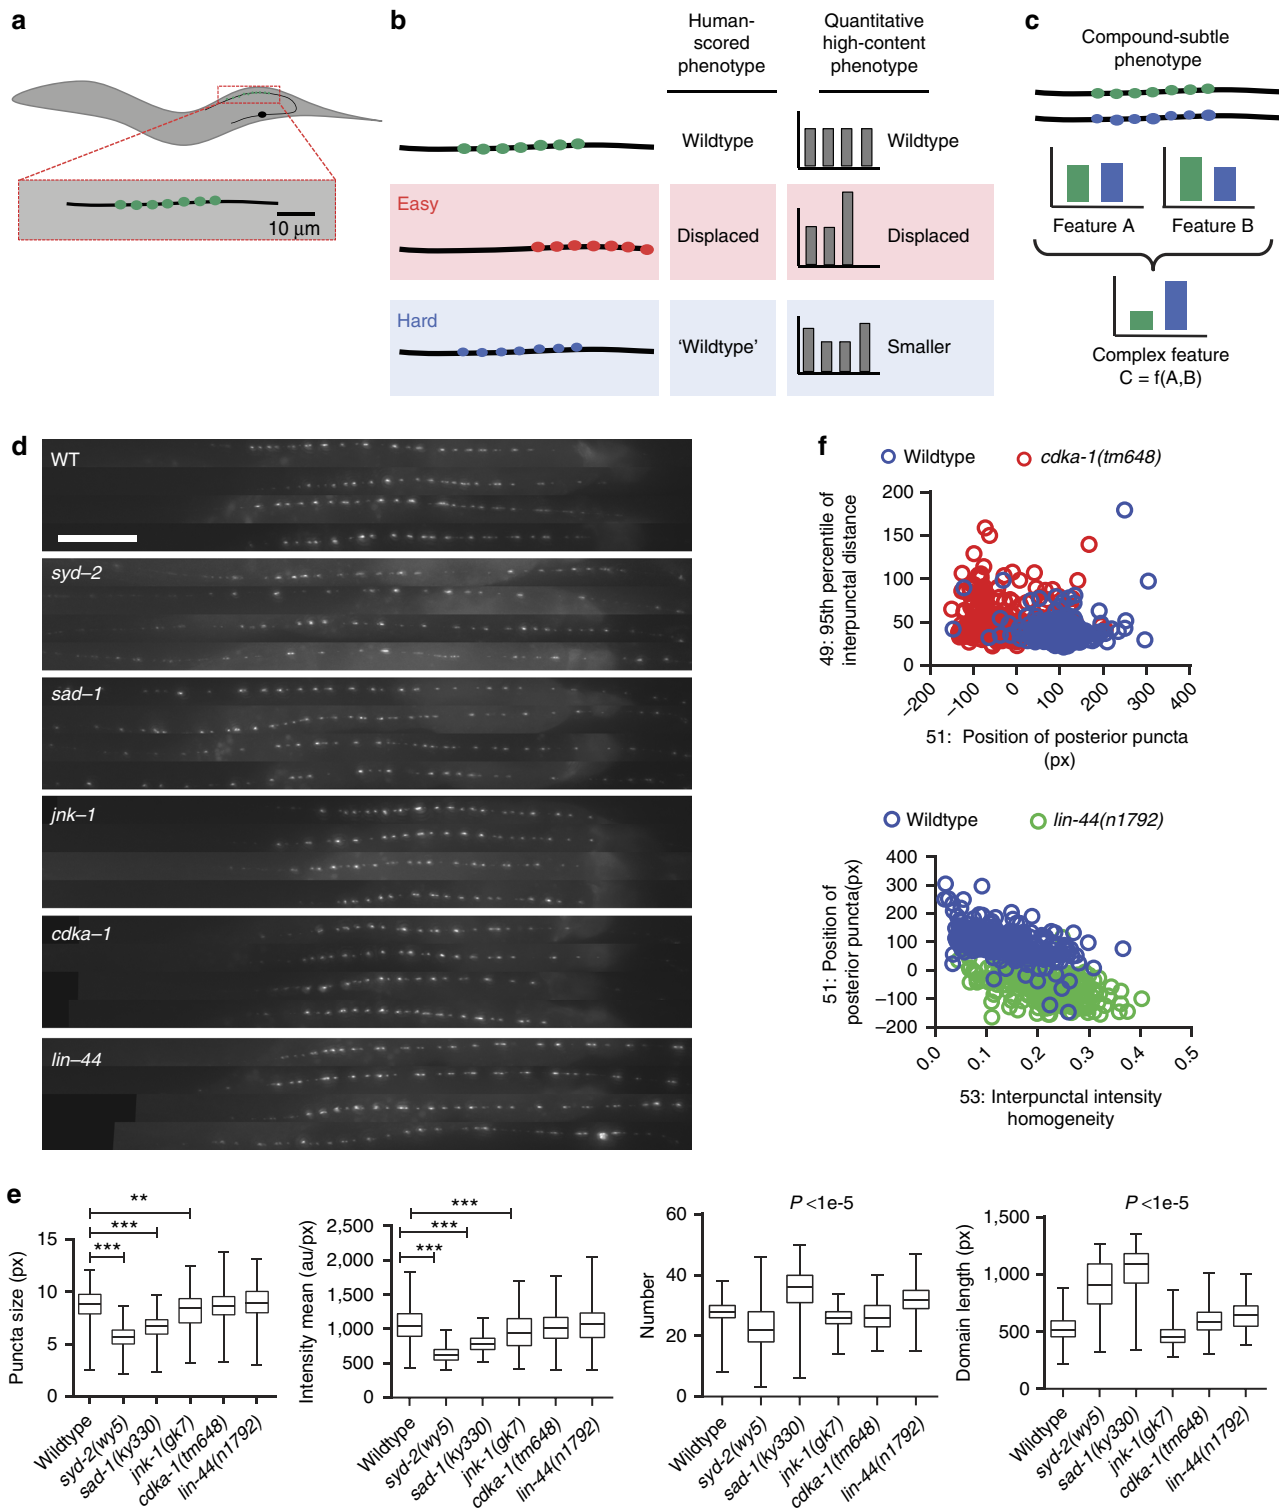 a
10 μm
b
Human-
scored
phenotype
Quantitative
high-content
phenotype
Wildtype
Wildtype
Easy
Displaced
Displaced
Hard
'Wildtype'
Smaller
c
Compound-subtle
phenotype
Feature A
Feature B
Complex feature
C = f(A,B)
d
WT
syd–2
sad–1
jnk–1
cdka–1
lin–44
f
Wildtype
cdka-1(tm648)
49: 95th percentile of
interpunctal distance
200
150
100
50
0
–200
–100
0
100
200
300
400
51: Position of posterior puncta
(px)
Wildtype
lin-44(n1792)
51: Position of
posterior puncta(px)
400
300
200
100
0
–100
–200
0.0
0.1
0.2
0.3
0.4
0.5
53: Interpunctal intensity
homogeneity
e
Puncta size (px)
15
10
5
0
**
***
***
Wildtype
syd-2(wy5)
sad-1(ky330)
jnk-1(gk7)
cdka-1(tm648)
lin-44(n1792)
Intensity mean (au/px)
2,500
2,000
1,500
1,000
500
0
***
***
***
Wildtype
syd-2(wy5)
sad-1(ky330)
jnk-1(gk7)
cdka-1(tm648)
lin-44(n1792)
P <1e-5
Number
60
40
20
0
Wildtype
syd-2(wy5)
sad-1(ky330)
jnk-1(gk7)
cdka-1(tm648)
lin-44(n1792)
P <1e-5
Domain length (px)
1,500
1,000
500
0
Wildtype
syd-2(wy5)
sad-1(ky330)
jnk-1(gk7)
cdka-1(tm648)
lin-44(n1792)